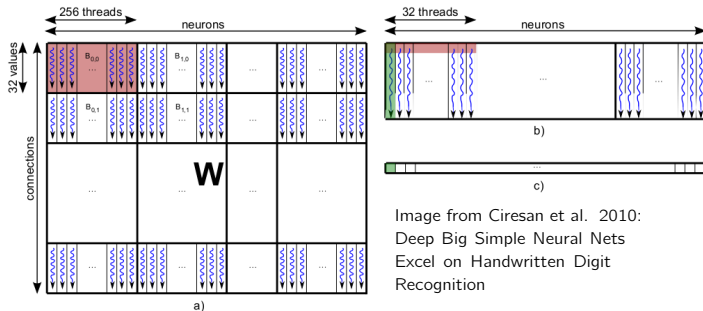 256 threads
neurons
32 values
connections
B0,0
...
B1,0
...
...
...
B0,1
...
B1,1
...
...
...
...
...
...
...
W
...
...
...
...
a)
32 threads
neurons
...
...
...
b)
...
c)
Image from Ciresan et al. 2010:
Deep Big Simple Neural Nets
Excel on Handwritten Digit
Recognition